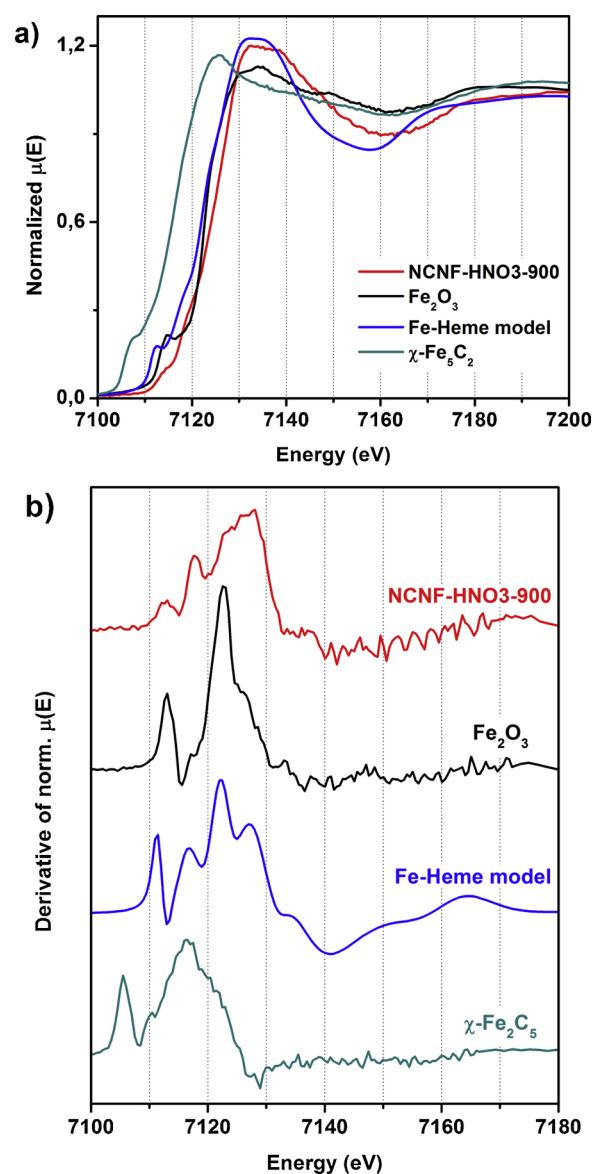 a)
1,2
0,6
0,0
Normalized μ(E)
NCNF-HNO3-900
Fe₂O₃
Fe-Heme model
χ-Fe₅C₂
7100 7110 7120 7130 7140 7150 7160 7170 7180 7190 7200
Energy (eV)
b)
NCNF-HNO3-900
Fe₂O₃
Fe-Heme model
χ-Fe₂C₅
Derivative of norm. μ(E)
7100 7120 7140 7160 7180
Energy (eV)